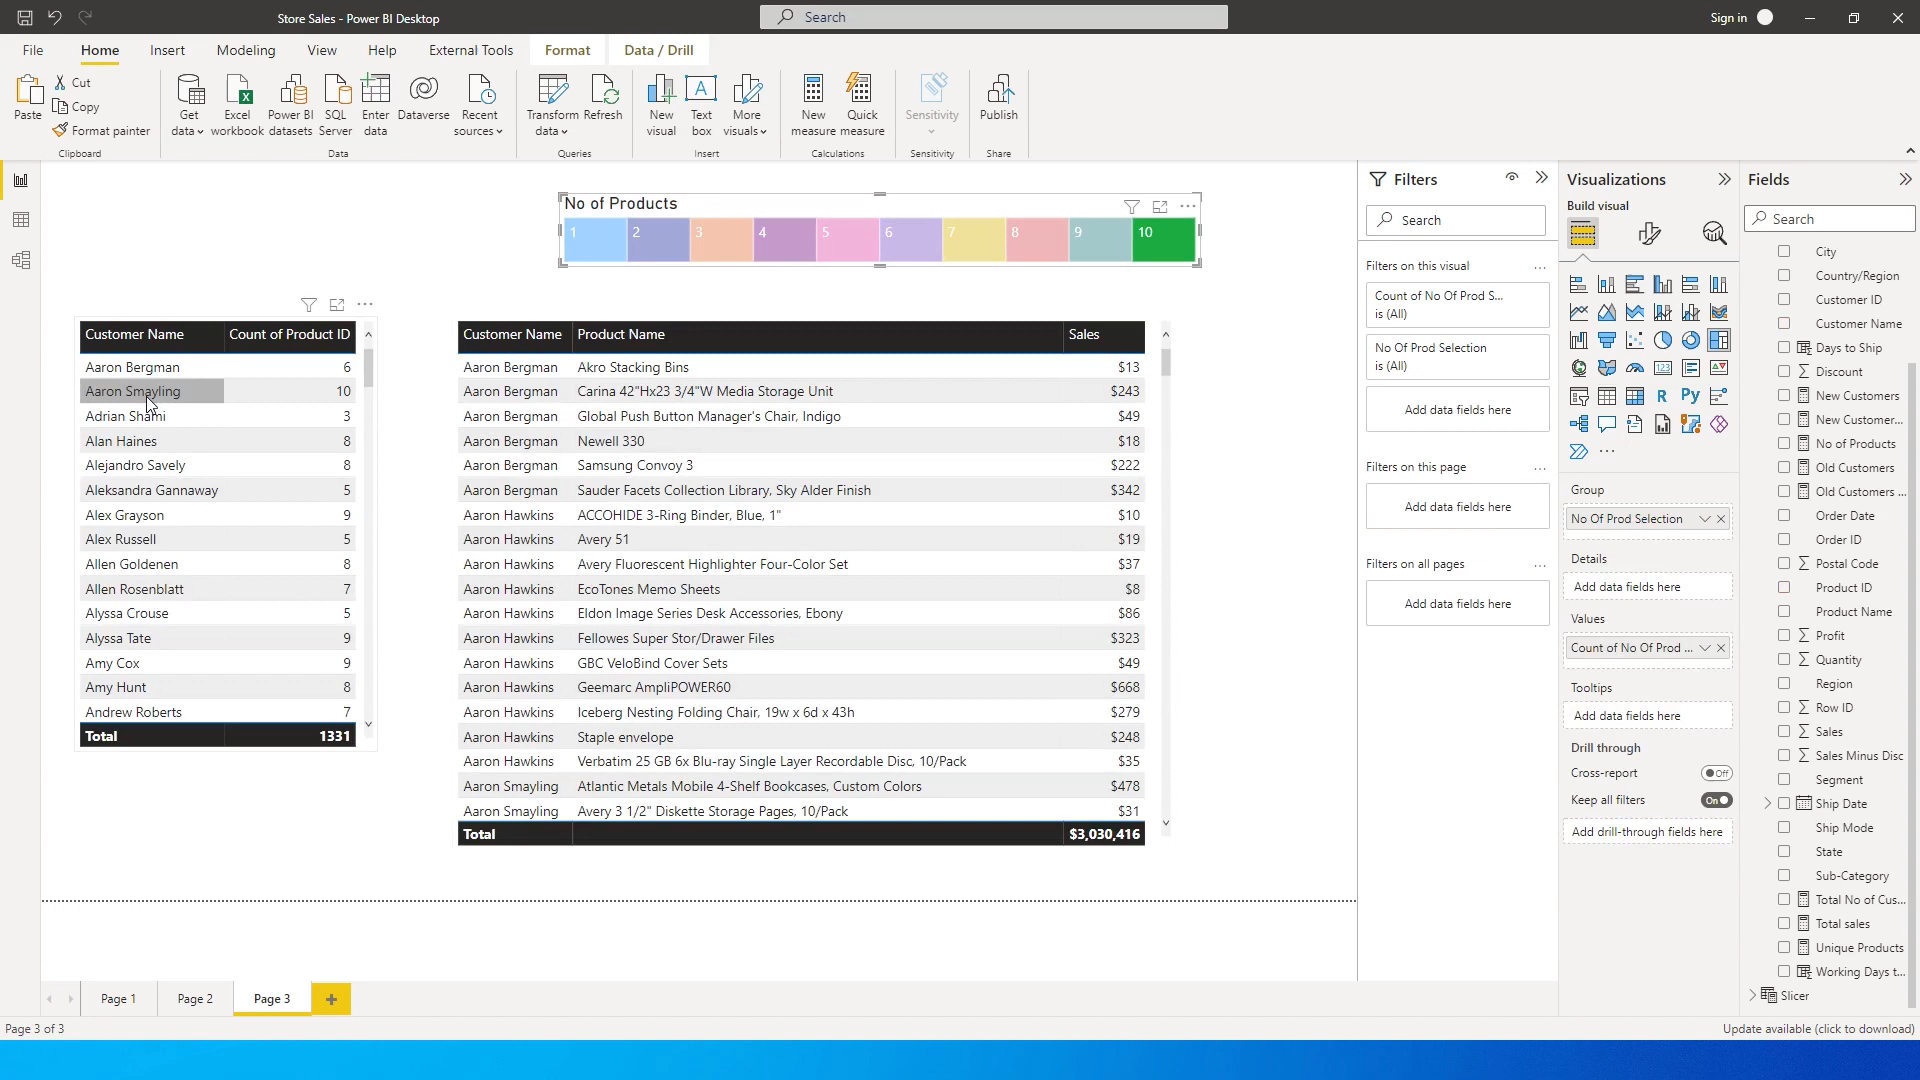 Store Sales - Power BI Desktop
Search
Sign in
File
Home
Insert
Modeling
View
Help
External Tools
Format
Data / Drill
Paste
Cut
Copy
Format painter
Clipboard
Get data
Excel workbook
Power BI datasets
SQL Server
Enter data
Dataverse
Recent sources
Data
Transform data
Refresh
Queries
New visual
Text box
More visuals
Insert
New measure
Quick measure
Calculations
Sensitivity
Sensitivity
Publish
Share
No of Products
1 2 3 4 5 6 7 8 9 10
Customer Name Count of Product ID
Aaron Bergman 6
Aaron Smayling 10
Adrian Shami 3
Alan Haines 8
Alejandro Savely 8
Aleksandra Gannaway 5
Alex Grayson 9
Alex Russell 5
Allen Goldenen 8
Allen Rosenblatt 7
Alyssa Crouse 5
Alyssa Tate 9
Amy Cox 9
Amy Hunt 8
Andrew Roberts 7
Total 1331
Customer Name Product Name Sales
Aaron Bergman Akro Stacking Bins $13
Aaron Bergman Carina 42"Hx23 3/4"W Media Storage Unit $243
Aaron Bergman Global Push Button Manager's Chair, Indigo $49
Aaron Bergman Newell 330 $18
Aaron Bergman Samsung Convoy 3 $222
Aaron Bergman Sauder Facets Collection Library, Sky Alder Finish $342
Aaron Hawkins ACCOHIDE 3-Ring Binder, Blue, 1" $10
Aaron Hawkins Avery 51 $19
Aaron Hawkins Avery Fluorescent Highlighter Four-Color Set $37
Aaron Hawkins EcoTones Memo Sheets $8
Aaron Hawkins Eldon Image Series Desk Accessories, Ebony $86
Aaron Hawkins Fellowes Super Stor/Drawer Files $323
Aaron Hawkins GBC VeloBind Cover Sets $49
Aaron Hawkins Geemarc AmpliPOWER60 $668
Aaron Hawkins Iceberg Nesting Folding Chair, 19w x 6d x 43h $279
Aaron Hawkins Staple envelope $248
Aaron Hawkins Verbatim 25 GB 6x Blu-ray Single Layer Recordable Disc, 10/Pack $35
Aaron Smayling Atlantic Metals Mobile 4-Shelf Bookcases, Custom Colors $478
Aaron Smayling Avery 3 1/2" Diskette Storage Pages, 10/Pack $31
Total $3,030,416
Filters
Search
Filters on this visual ...
Count of No Of Prod S...
is (All)
No Of Prod Selection
is (All)
Add data fields here
Filters on this page ...
Add data fields here
Filters on all pages ...
Add data fields here
Visualizations
Build visual
123
R
Py
...
Group
No Of Prod Selection
Details
Add data fields here
Values
Count of No Of Prod ...
Tooltips
Add data fields here
Drill through
Cross-report Off
Keep all filters On
Add drill-through fields here
Fields
Search
City
Country/Region
Customer ID
Customer Name
Days to Ship
Discount
New Customers
New Customer...
No of Products
Old Customers
Old Customers ...
Order Date
Order ID
Postal Code
Product ID
Product Name
Profit
Quantity
Region
Row ID
Sales
Sales Minus Disc
Segment
Ship Date
Ship Mode
State
Sub-Category
Total No of Cus...
Total sales
Unique Products
Working Days t...
Slicer
Page 1
Page 2
Page 3
+
Page 3 of 3
Update available (click to download)